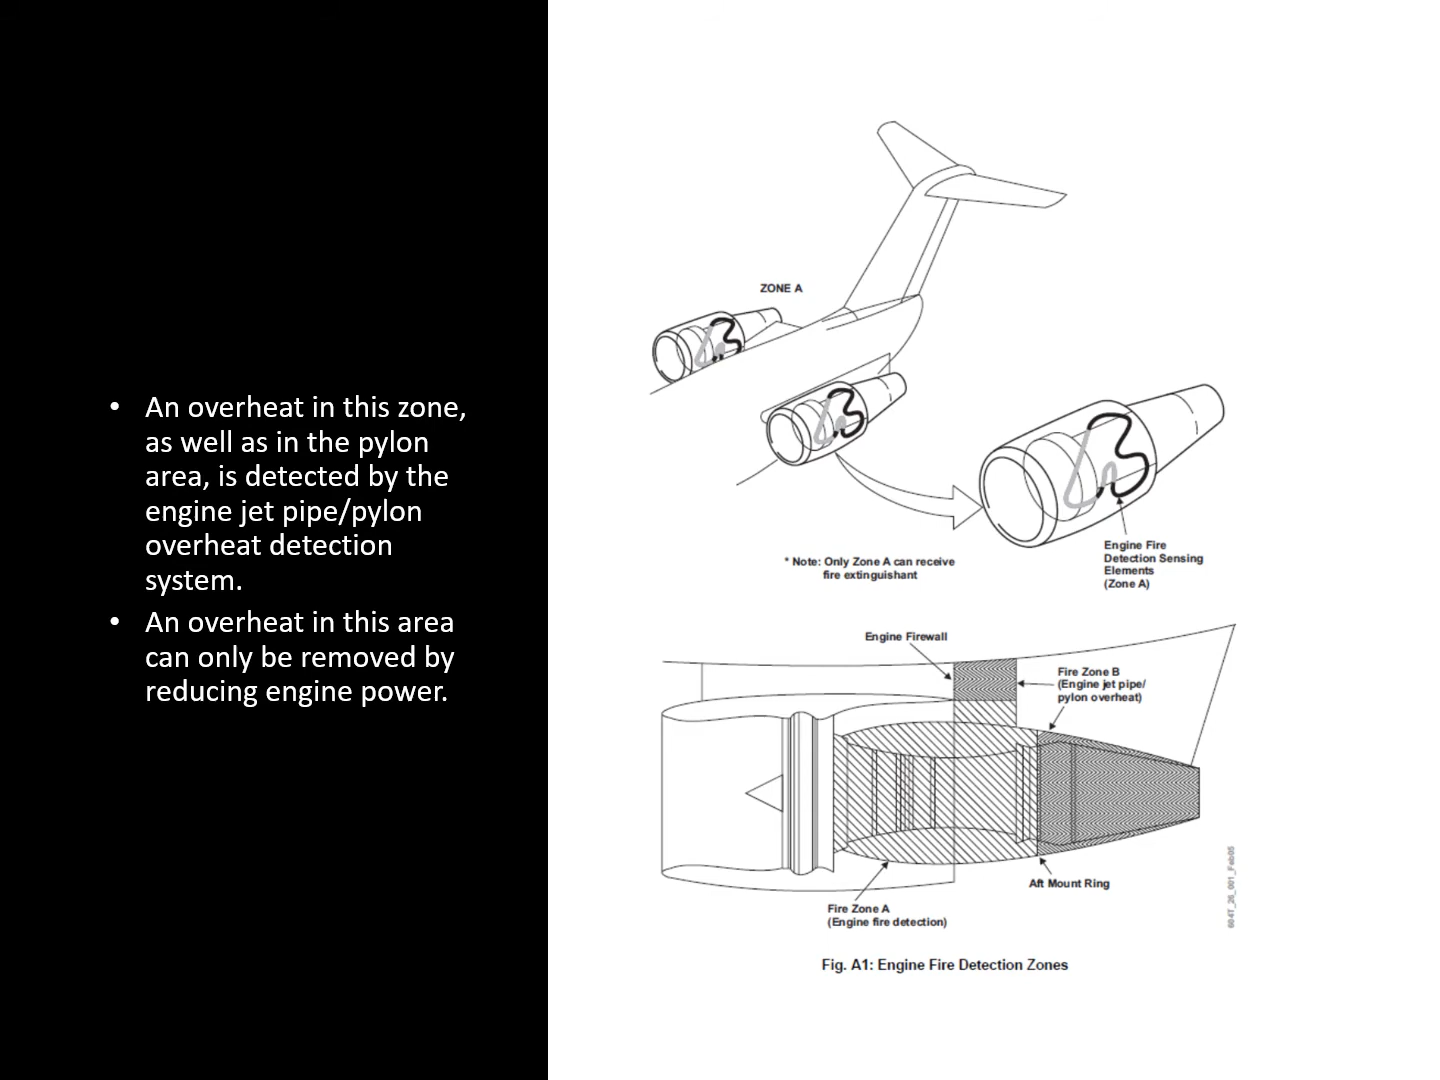 • An overheat in this zone,
as well as in the pylon
area, is detected by the
engine jet pipe/pylon
overheat detection
system.
• An overheat in this area
can only be removed by
reducing engine power.
ZONE A
Engine Fire
Detection Sensing
Elements
(Zone A)
* Note: Only Zone A can receive
fire extinguishant
Engine Firewall
Fire Zone B
(Engine jet pipe/
pylon overheat)
Aft Mount Ring
Fire Zone A
(Engine fire detection)
604T_26_001_Feb05
Fig. A1: Engine Fire Detection Zones